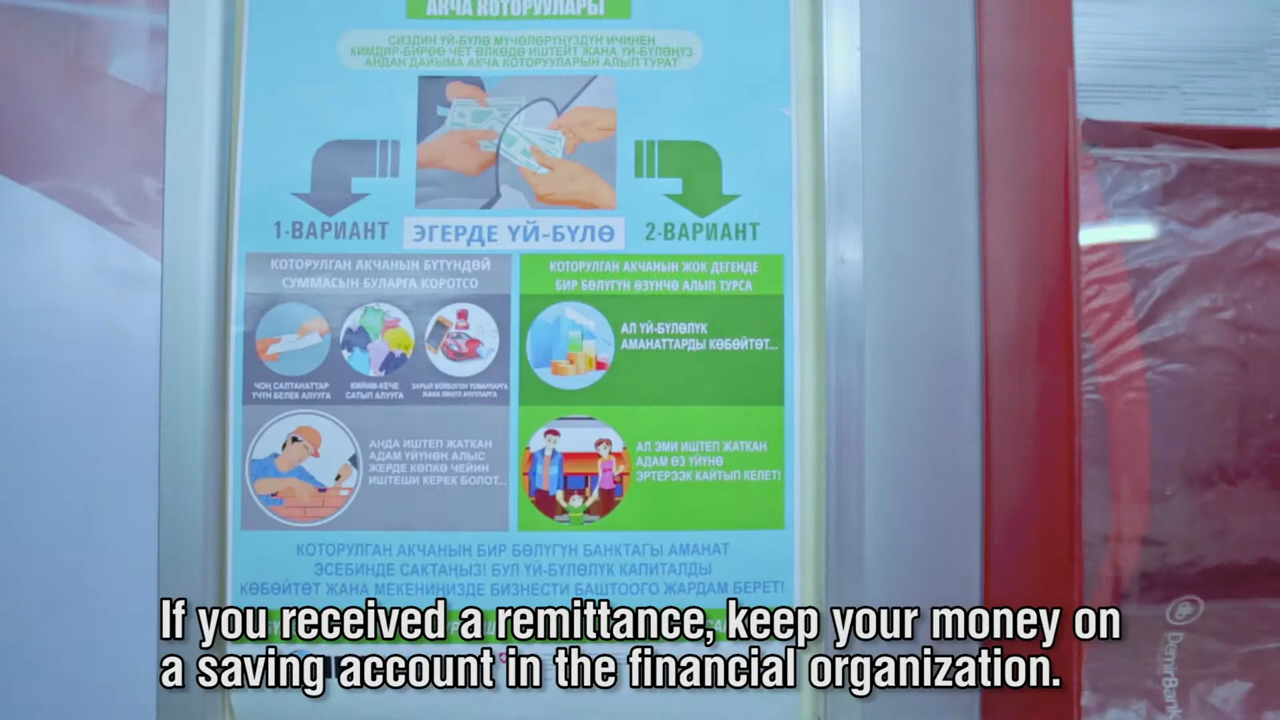 АКЧА КОТОРУУЛАРЫ
СИЗДИН ҮЙ-БҮЛӨ МҮЧӨЛӨРҮҢҮЗДҮН ИЧИНЕН
КИМДИР-БИРӨӨ ЧЕТ ӨЛКӨДӨ ИШТЕЙТ ЖАНА ҮЙ-БҮЛӨҢҮЗ
АНДАН ДАЙЫМА АКЧА КОТОРУУЛАРЫН АЛЫП ТУРАТ
1-ВАРИАНТ
ЭГЕРДЕ ҮЙ-БҮЛӨ
2-ВАРИАНТ
КОТОРУЛГАН АКЧАНЫН БҮТҮНДӨЙ
СУММАСЫН БУЛАРГА КОРОТСО
ЧОҢ САЛТАНАТТАР
ҮЧҮН БЕЛЕК АЛУУГА
КИЙИМ-КЕЧЕ
САТЫП АЛУУГА
ЗАРЫЛ БОЛБОГОН ТОВАРЛАРГА
ЖАНА
АНДА ИШТЕП ЖАТКАН
АДАМ ҮЙҮНӨН АЛЫС
ЖЕРДЕ КӨПКӨ ЧЕЙИН
ИШТЕШИ КЕРЕК БОЛОТ...
КОТОРУЛГАН АКЧАНЫН ЖОК ДЕГЕНДЕ
БИР БӨЛҮГҮН ӨЗҮНЧӨ АЛЫП ТУРСА
АЛ ҮЙ-БҮЛӨЛҮК
АМАНАТТАРДЫ КӨБӨЙТӨТ...
АЛ ЭМИ ИШТЕП ЖАТКАН
АДАМ ӨЗ ҮЙҮНӨ
ЭРТЕРЭЭК КАЙТЫП КЕЛЕТ!
КОТОРУЛГАН АКЧАНЫН БИР БӨЛҮГҮН БАНКТАГЫ АМАНАТ
ЭСЕБИНДЕ САКТАҢЫЗ! БУЛ ҮЙ-БҮЛӨЛҮК КАПИТАЛДЫ
КӨБӨЙТӨТ ЖАНА МЕКЕНИҢИЗДЕ БИЗНЕСТИ БАШТООГО ЖАРДАМ БЕРЕТ!
If you received a remittance, keep your money on
a saving account in the financial organization.
DemirBank